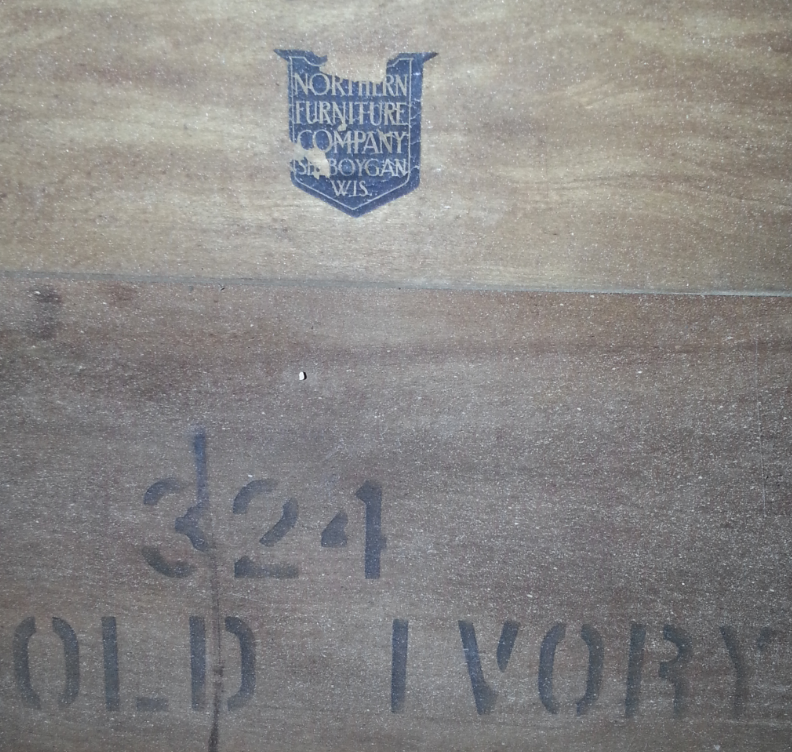 NORTHERN
FURNITURE
COMPANY
SHEBOYGAN
WIS.
324
OLD IVORY